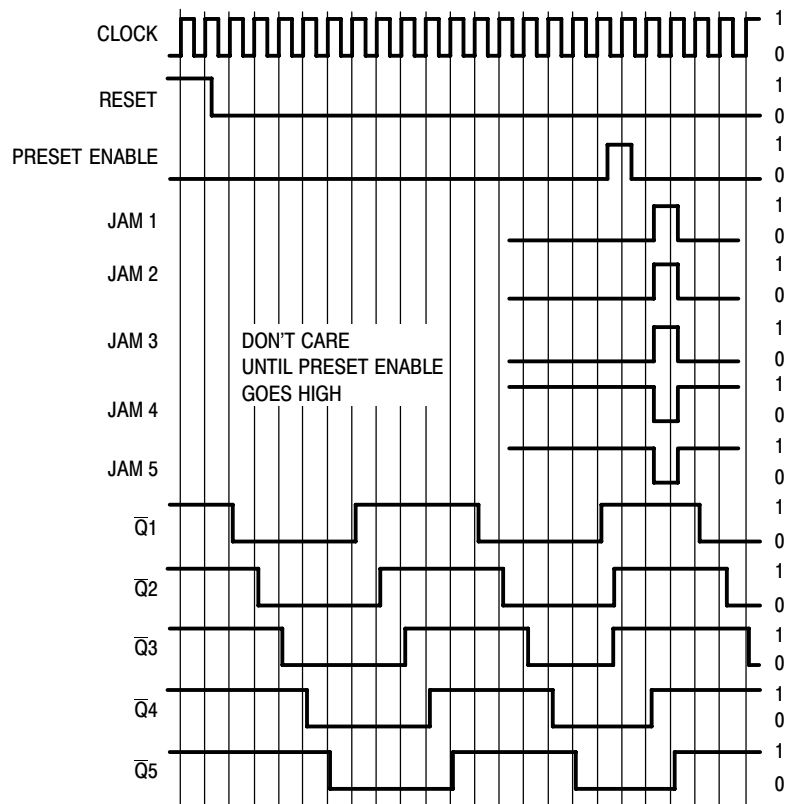 CLOCK 1
0
RESET 1
0
PRESET ENABLE 1
0
JAM 1 1
0
JAM 2 1
0
JAM 3 1
0
DON'T CARE
UNTIL PRESET ENABLE
GOES HIGH
JAM 4 1
0
JAM 5 1
0
Q̅1 1
0
Q̅2 1
0
Q̅3 1
0
Q̅4 1
0
Q̅5 1
0